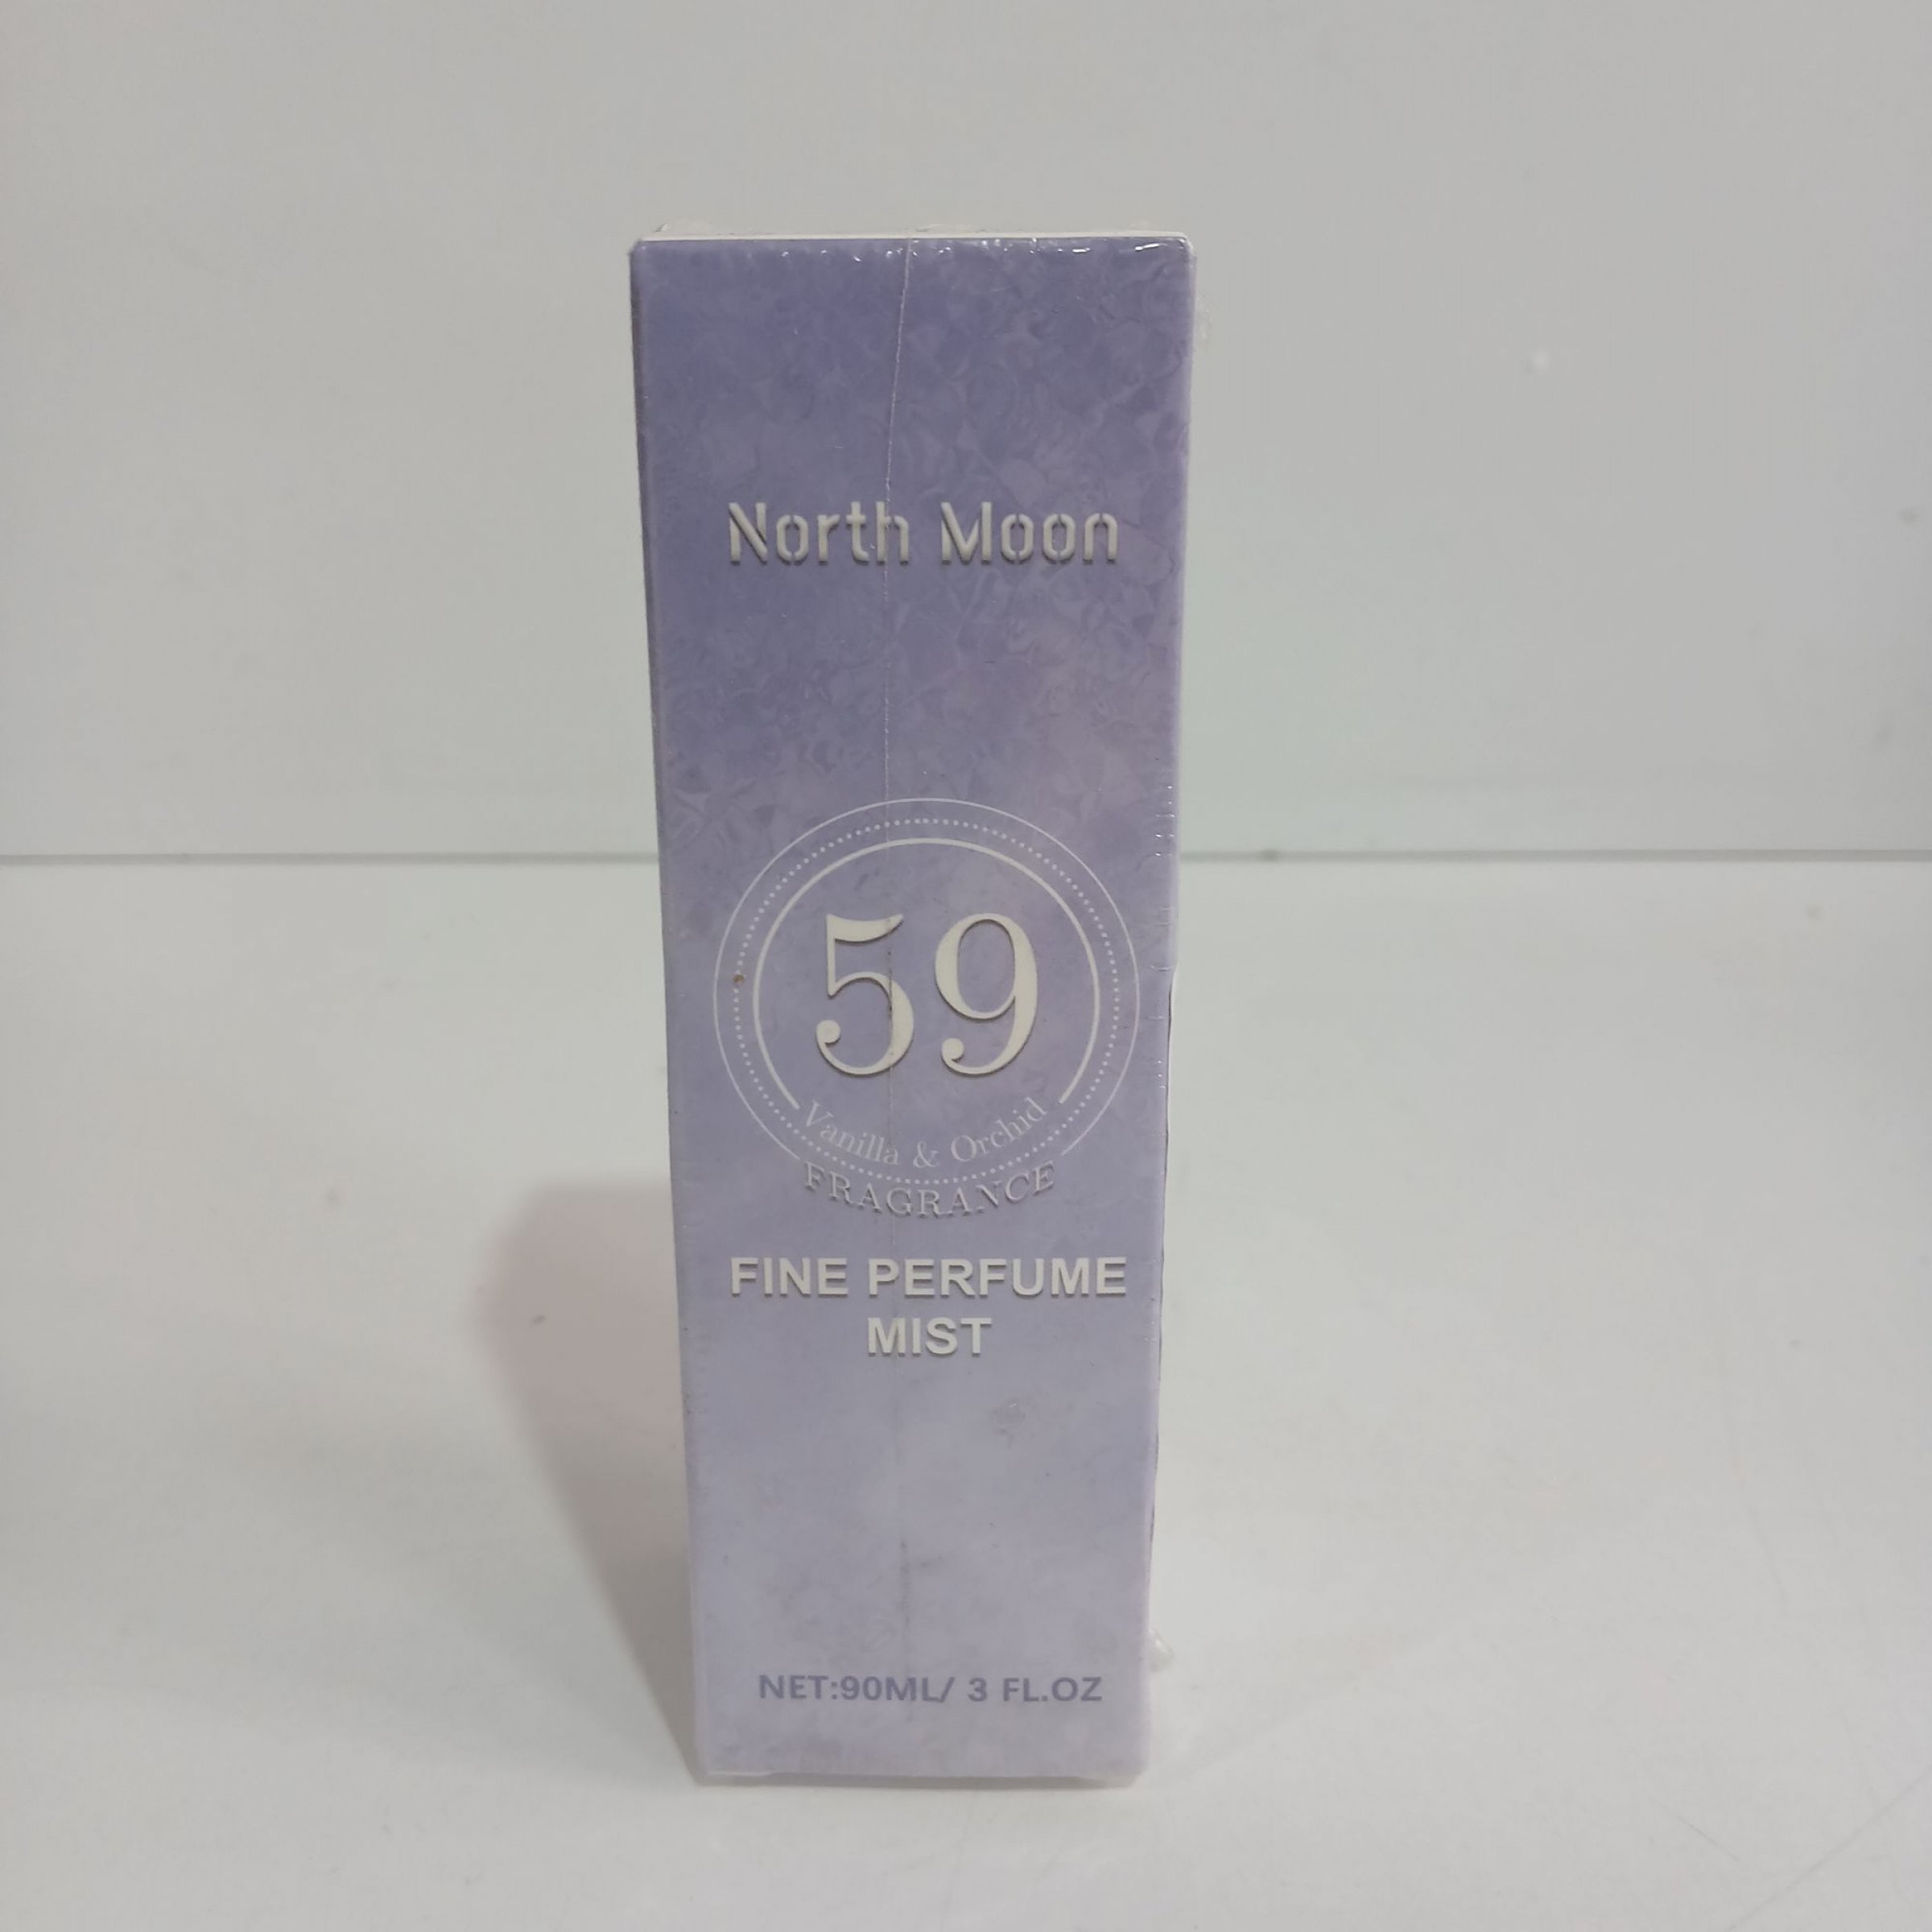 North Moon
59
Vanilla & Orchid
FRAGRANCE
FINE PERFUME
MIST
NET:90ML/ 3 FL.OZ